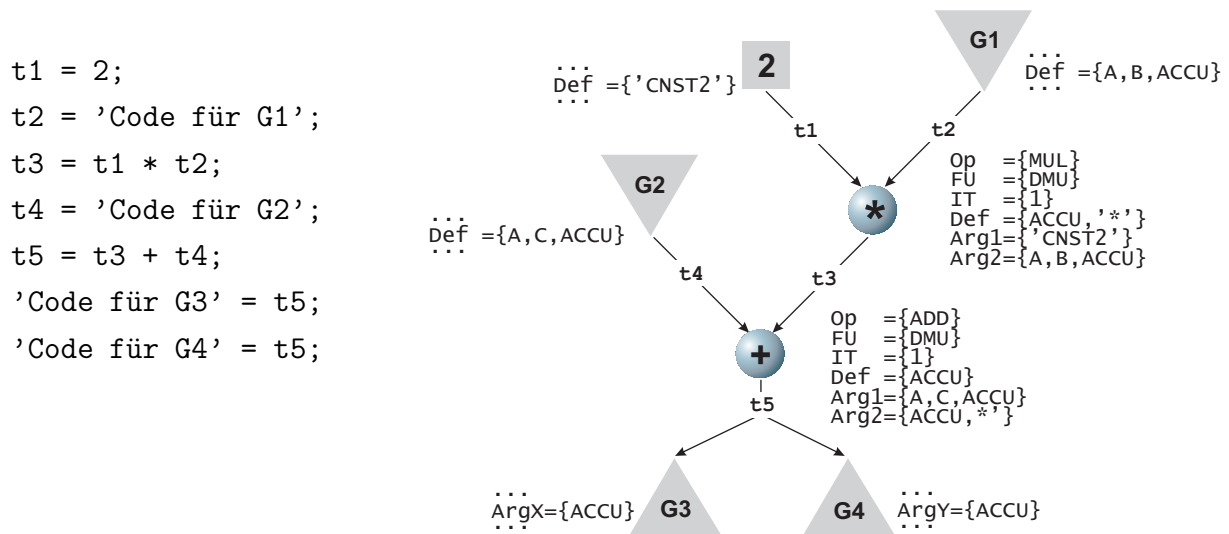 t1 = 2;
t2 = ’Code für G1’;
t3 = t1 * t2;
t4 = ’Code für G2’;
t5 = t3 + t4;
’Code für G3’ = t5;
’Code für G4’ = t5;
G1
2
...
Def ={'CNST2'}
...
...
Def ={A,B,ACCU}
...
t1
t2
G2
...
Def ={A,C,ACCU}
...
*
Op  ={MUL}
FU  ={DMU}
IT  ={1}
Def ={ACCU,'*'}
Arg1={'CNST2'}
Arg2={A,B,ACCU}
t4
t3
+
Op  ={ADD}
FU  ={DMU}
IT  ={1}
Def ={ACCU}
Arg1={A,C,ACCU}
Arg2={ACCU,*'}
t5
...
ArgX={ACCU}
...
G3
G4
...
ArgY={ACCU}
...